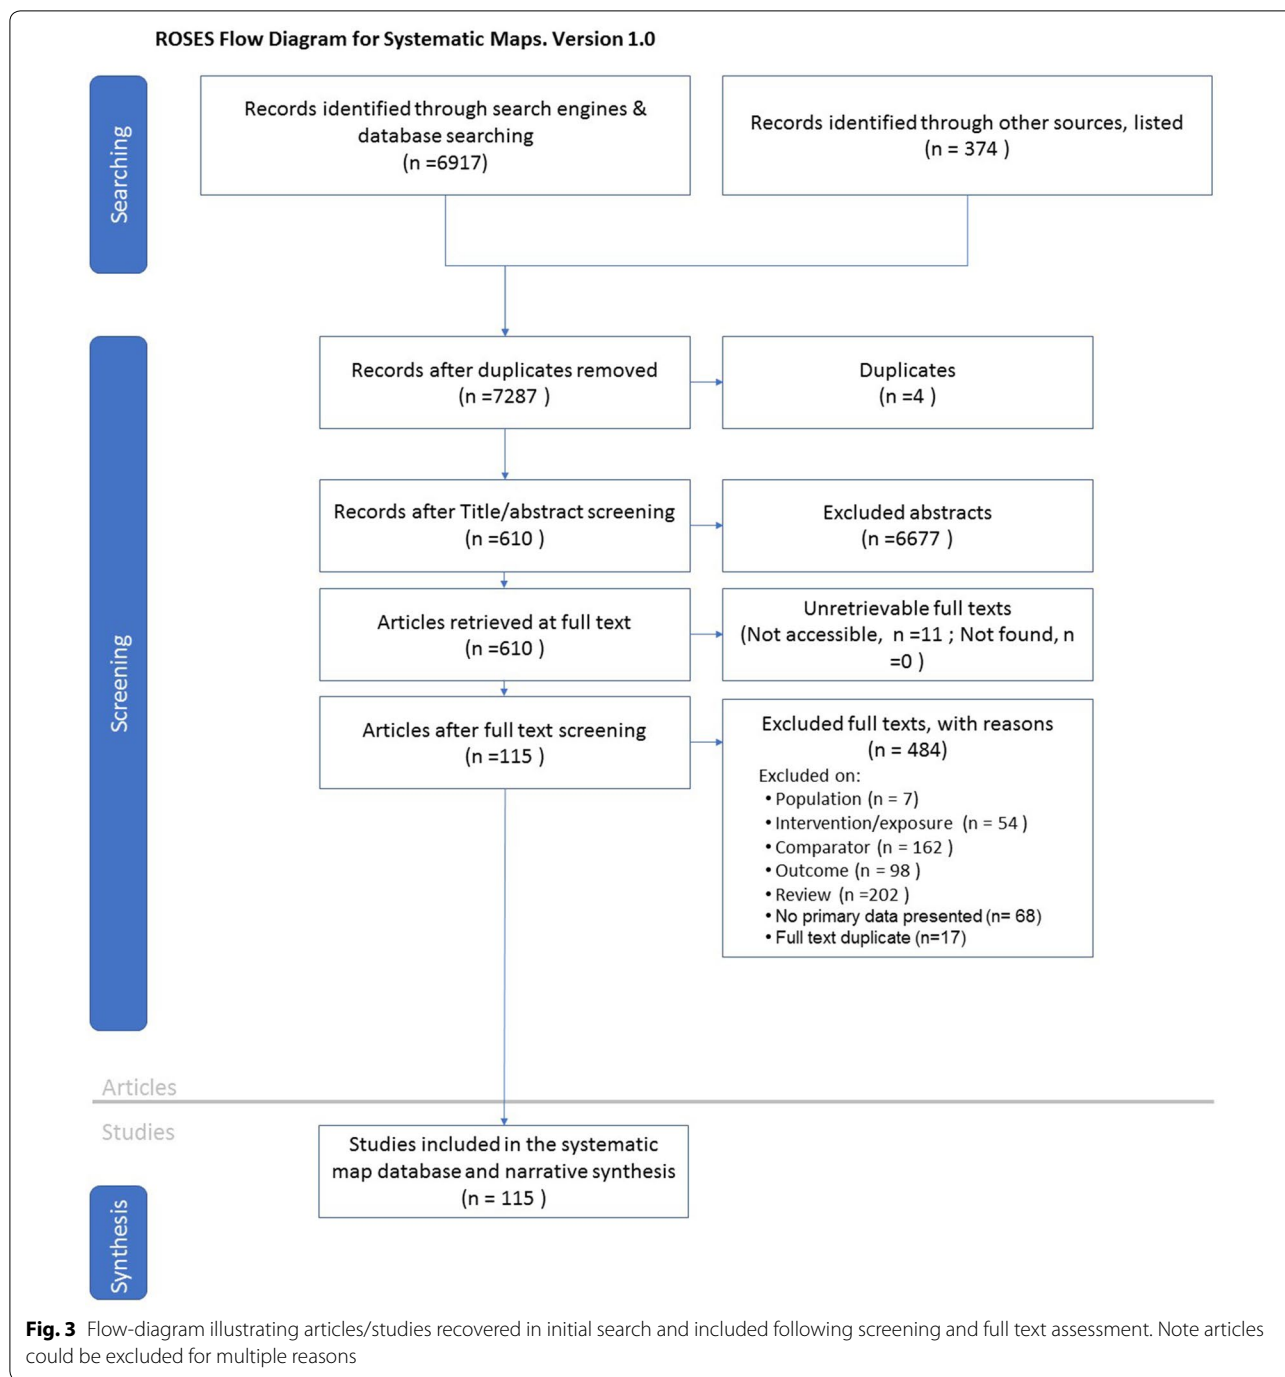 ROSES Flow Diagram for Systematic Maps. Version 1.0
Searching
Records identified through search engines &
database searching
(n =6917)
Records identified through other sources, listed
(n = 374 )
Screening
Records after duplicates removed
(n =7287 )
Duplicates
(n =4 )
Records after Title/abstract screening
(n =610 )
Excluded abstracts
(n =6677 )
Articles retrieved at full text
(n =610 )
Unretrievable full texts
(Not accessible, n =11 ; Not found, n
=0 )
Articles after full text screening
(n =115 )
Excluded full texts, with reasons
(n = 484)
Excluded on:
• Population (n = 7)
• Intervention/exposure (n = 54 )
• Comparator (n = 162 )
• Outcome (n = 98 )
• Review (n =202 )
• No primary data presented (n= 68)
• Full text duplicate (n=17)
Articles
Studies
Studies included in the systematic
map database and narrative synthesis
(n = 115 )
Synthesis
Fig. 3 Flow-diagram illustrating articles/studies recovered in initial search and included following screening and full text assessment. Note articles
could be excluded for multiple reasons